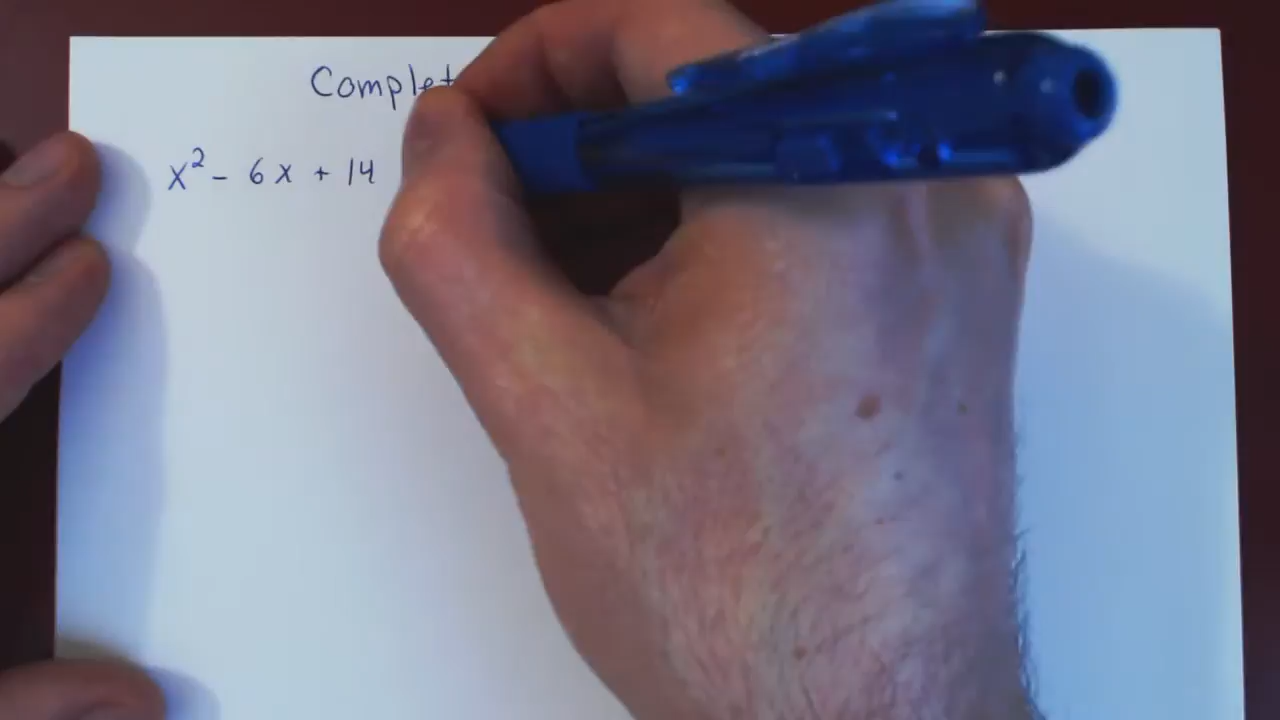 Complet
x² - 6x + 14